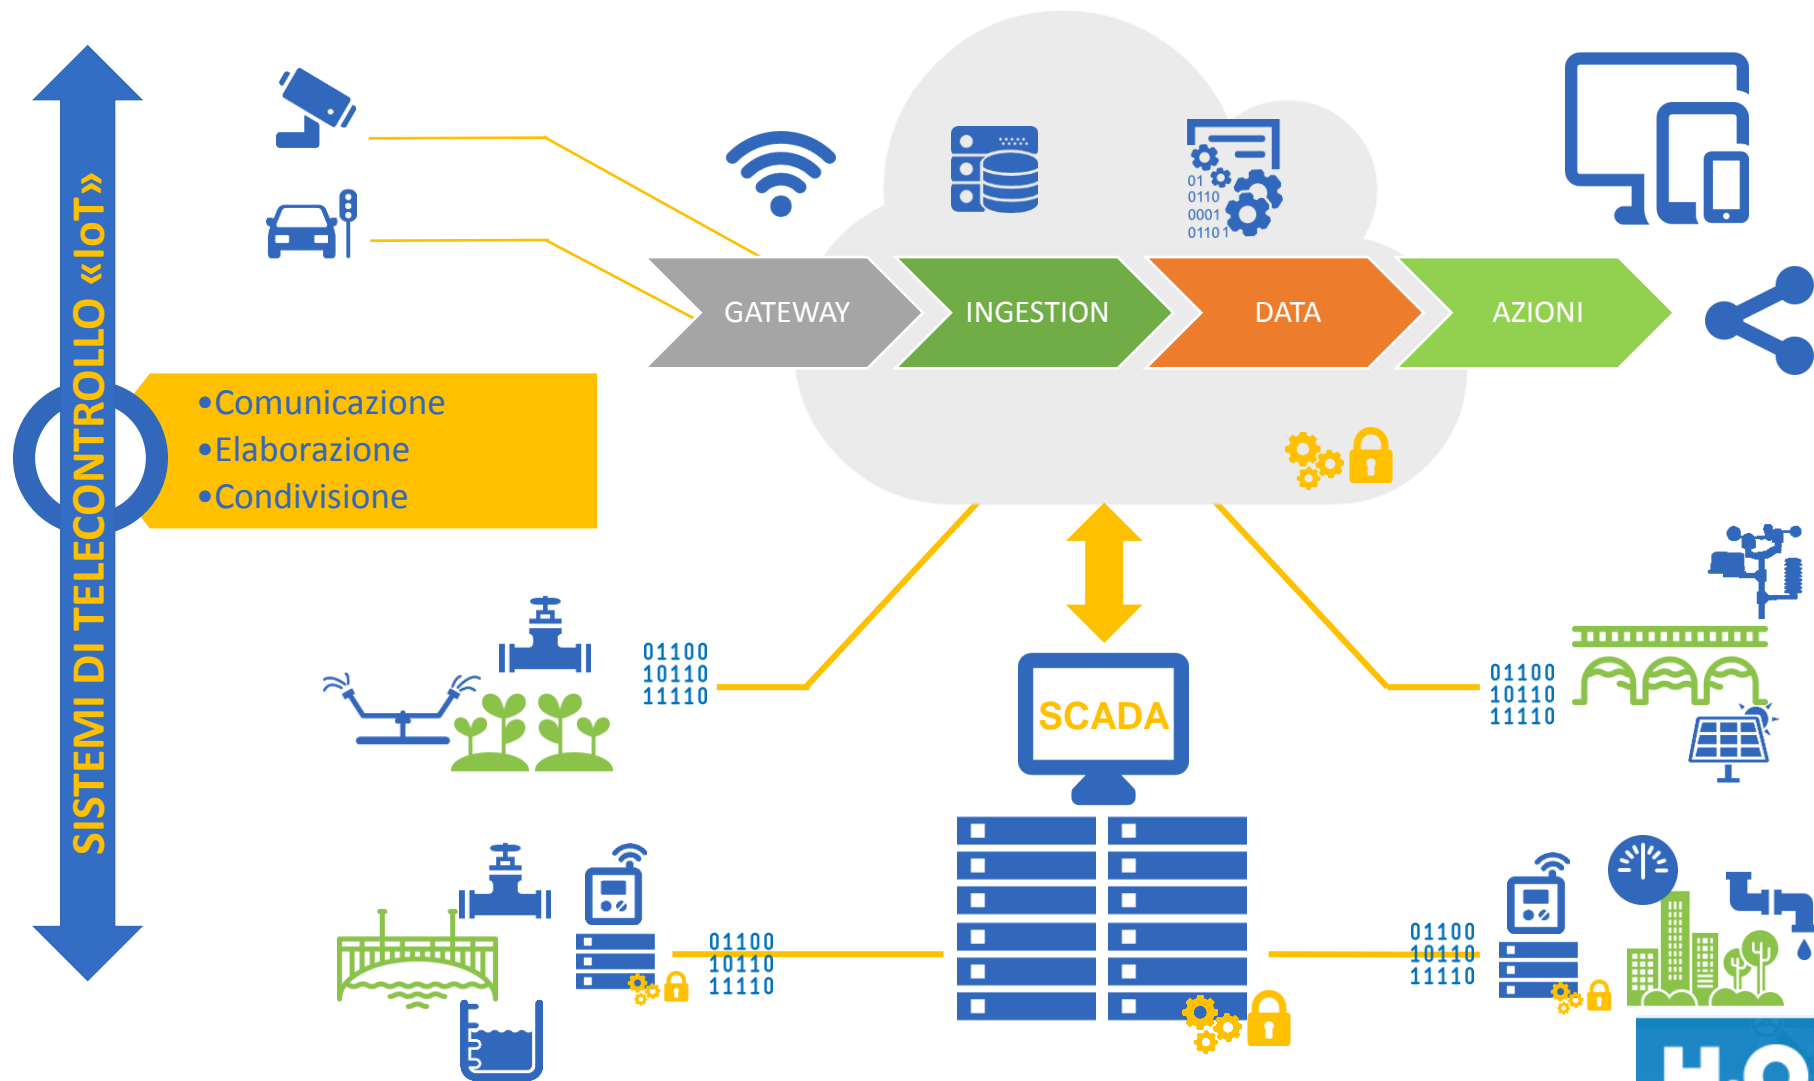 SISTEMI DI TELECONTROLLO «IoT»
•Comunicazione
•Elaborazione
•Condivisione
01
0110
0001
01101
GATEWAY
INGESTION
DATA
AZIONI
01100
10110
11110
01100
10110
11110
SCADA
01100
10110
11110
01100
10110
11110